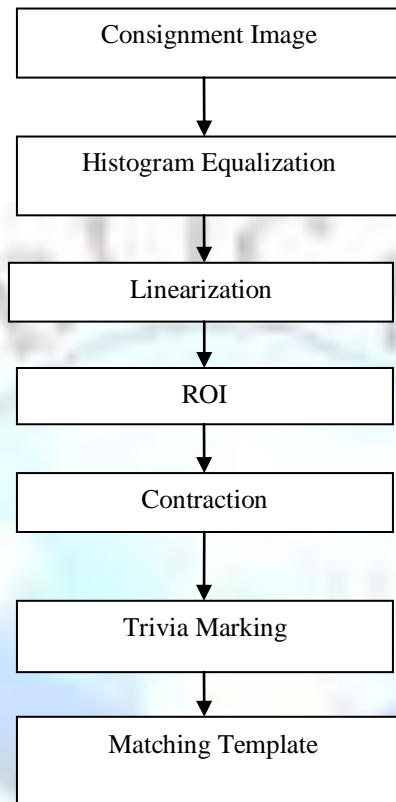 Consignment Image
Histogram Equalization
Linearization
ROI
Contraction
Trivia Marking
Matching Template